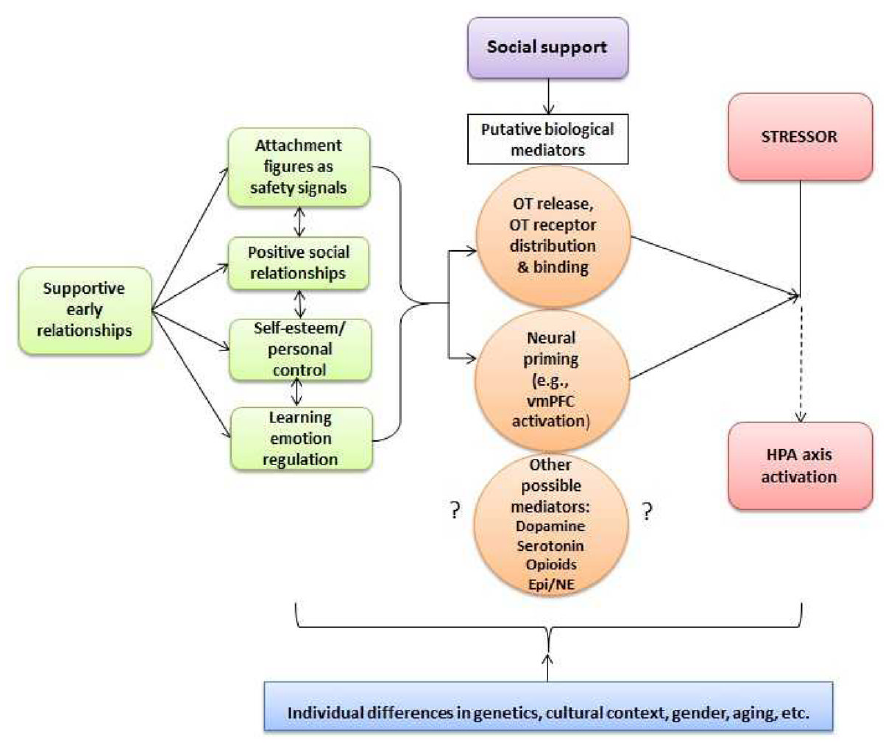 Social support
Putative biological
mediators
STRESSOR
Attachment
figures as
safety signals
Positive social
relationships
Supportive
early
relationships
Self-esteem/
personal
control
Learning
emotion
regulation
OT release,
OT receptor
distribution
& binding
Neural
priming
(e.g.,
vmPFC
activation)
Other
possible
mediators:
Dopamine
Serotonin
Opioids
Epi/NE
?
?
HPA axis
activation
Individual differences in genetics, cultural context, gender, aging, etc.